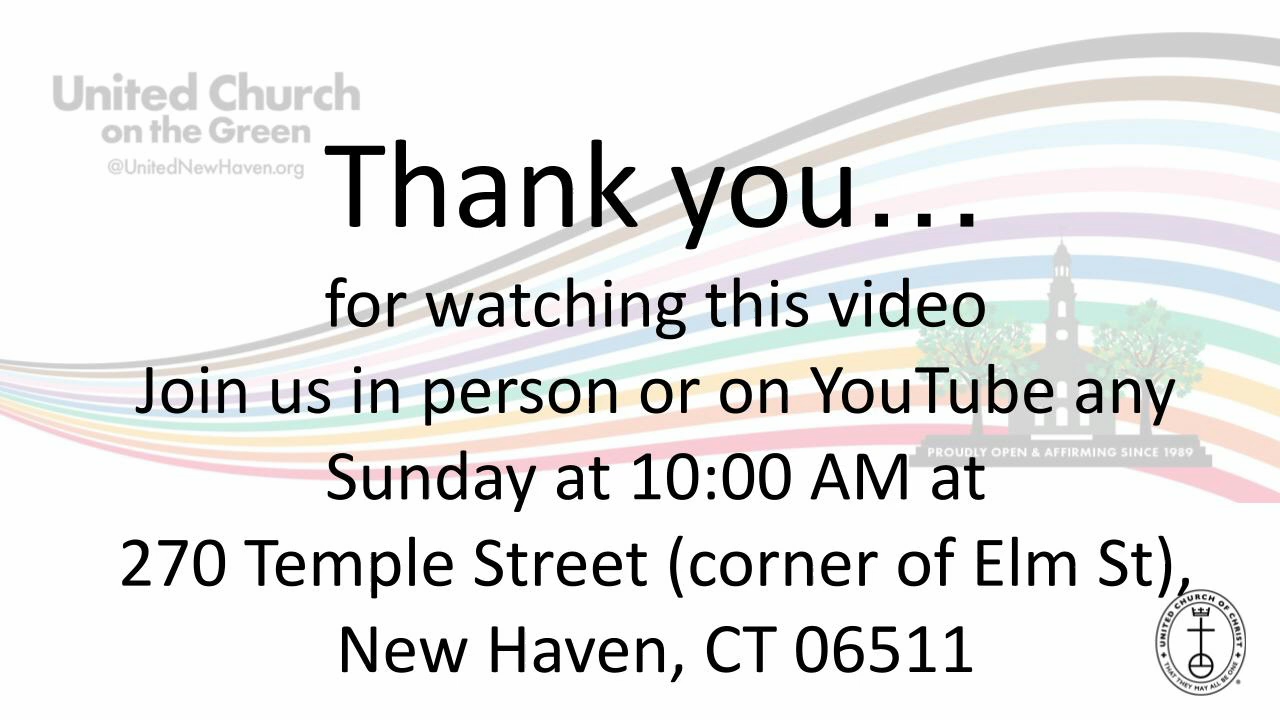 United Church
on the Green
@UnitedNewHaven.org
Thank you...
for watching this video
Join us in person or on YouTube any
Sunday at 10:00 AM at
270 Temple Street (corner of Elm St),
New Haven, CT 06511
PROUDLY OPEN & AFFIRMING SINCE 1989
UNITED CHURCH OF CHRIST
THAT THEY MAY ALL BE ONE